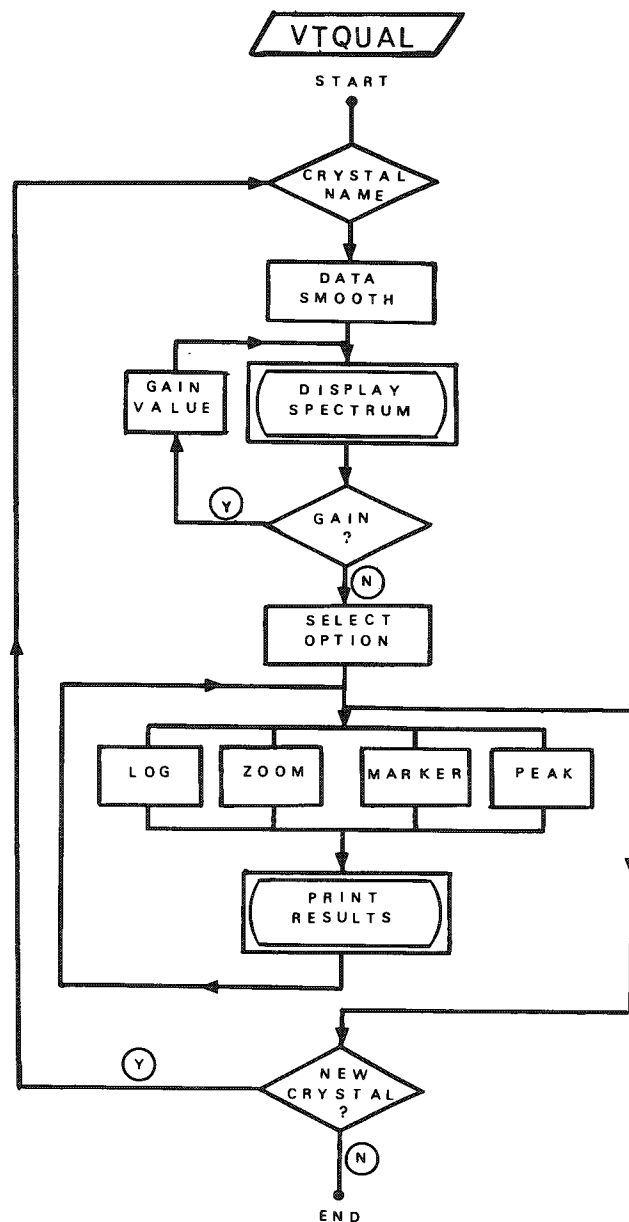 VTQUAL
START
CRYSTAL
NAME
DATA
SMOOTH
GAIN
VALUE
DISPLAY
SPECTRUM
Y
GAIN
?
N
SELECT
OPTION
LOG
ZOOM
MARKER
PEAK
PRINT
RESULTS
Y
NEW
CRYSTAL
?
N
END